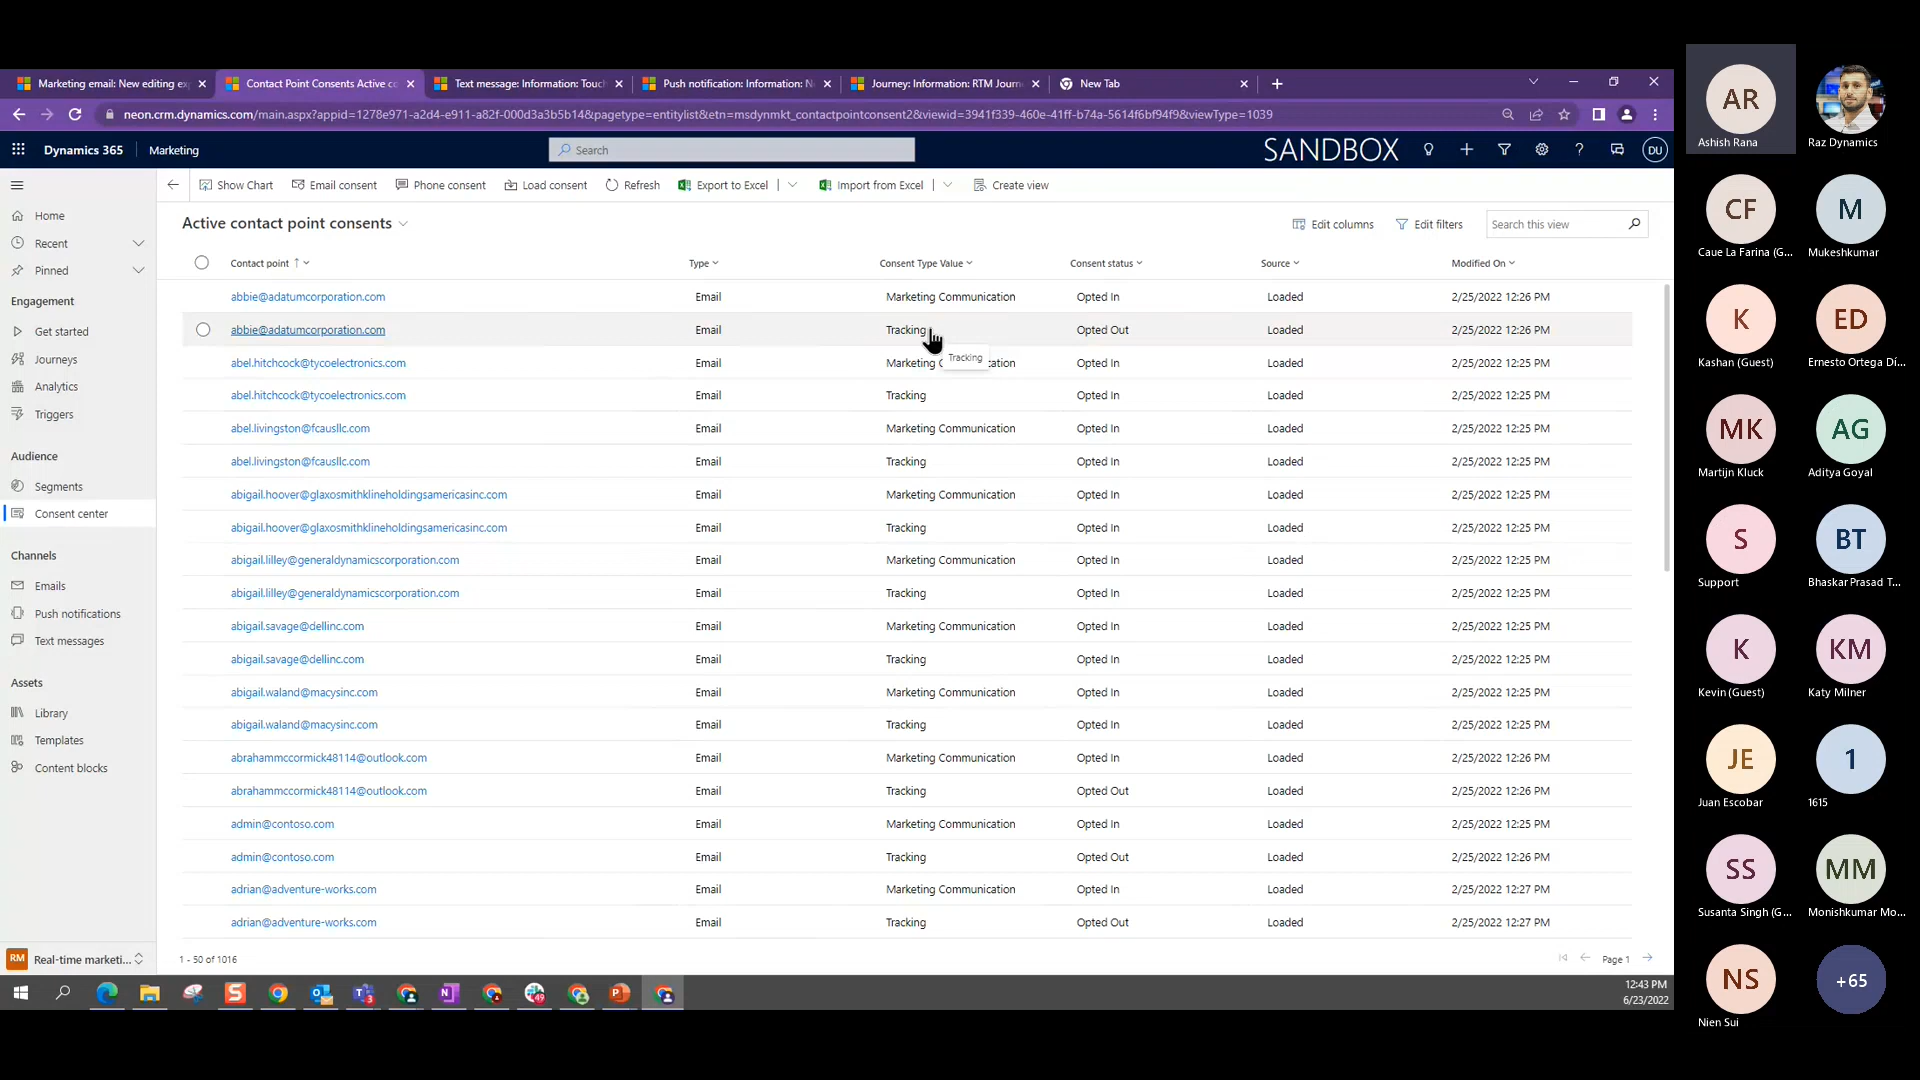 Marketing email: New editing ex
Contact Point Consents Active co
Text message: Information: Touch
Push notification: Information: N
Journey: Information: RTM Journ
New Tab
neon.crm.dynamics.com/main.aspx?appid=1278e971-a2d4-e911-a82f-000d3a3b5b14&pagetype=entitylist&etn=msdynmkt_contactpointconsent2&viewid=3941f339-460e-41ff-b74a-5614f6bf94f9&viewType=1039
Dynamics 365 Marketing Search SANDBOX DU
Show Chart Email consent Phone consent Load consent Refresh Export to Excel Import from Excel Create view
Home
Recent
Pinned
Engagement
Get started
Journeys
Analytics
Triggers
Audience
Segments
Consent center
Channels
Emails
Push notifications
Text messages
Assets
Library
Templates
Content blocks
RM Real-time marketi...
Active contact point consents Edit columns Edit filters Search this view
Contact point Type Consent Type Value Consent status Source Modified On
abbie@adatumcorporation.com Email Marketing Communication Opted In Loaded 2/25/2022 12:26 PM
abbie@adatumcorporation.com Email Tracking Opted Out Loaded 2/25/2022 12:26 PM
Tracking
abel.hitchcock@tycoelectronics.com Email Marketing C cation Opted In Loaded 2/25/2022 12:25 PM
abel.hitchcock@tycoelectronics.com Email Tracking Opted In Loaded 2/25/2022 12:25 PM
abel.livingston@fcausllc.com Email Marketing Communication Opted In Loaded 2/25/2022 12:25 PM
abel.livingston@fcausllc.com Email Tracking Opted In Loaded 2/25/2022 12:25 PM
abigail.hoover@glaxosmithklineholdingsamericasinc.com Email Marketing Communication Opted In Loaded 2/25/2022 12:25 PM
abigail.hoover@glaxosmithklineholdingsamericasinc.com Email Tracking Opted In Loaded 2/25/2022 12:25 PM
abigail.lilley@generaldynamicscorporation.com Email Marketing Communication Opted In Loaded 2/25/2022 12:25 PM
abigail.lilley@generaldynamicscorporation.com Email Tracking Opted In Loaded 2/25/2022 12:25 PM
abigail.savage@dellinc.com Email Marketing Communication Opted In Loaded 2/25/2022 12:25 PM
abigail.savage@dellinc.com Email Tracking Opted In Loaded 2/25/2022 12:25 PM
abigail.waland@macysinc.com Email Marketing Communication Opted In Loaded 2/25/2022 12:25 PM
abigail.waland@macysinc.com Email Tracking Opted In Loaded 2/25/2022 12:25 PM
abrahammccormick48114@outlook.com Email Marketing Communication Opted In Loaded 2/25/2022 12:26 PM
abrahammccormick48114@outlook.com Email Tracking Opted Out Loaded 2/25/2022 12:26 PM
admin@contoso.com Email Marketing Communication Opted In Loaded 2/25/2022 12:25 PM
admin@contoso.com Email Tracking Opted Out Loaded 2/25/2022 12:26 PM
adrian@adventure-works.com Email Marketing Communication Opted In Loaded 2/25/2022 12:27 PM
adrian@adventure-works.com Email Tracking Opted Out Loaded 2/25/2022 12:27 PM
1 - 50 of 1016 Page 1
12:43 PM
6/23/2022
AR
Ashish Rana Raz Dynamics
CF M
Caue La Farina (G... Mukeshkumar
K ED
Kashan (Guest) Ernesto Ortega Dí...
MK AG
Martijn Kluck Aditya Goyal
S BT
Support Bhaskar Prasad T...
K KM
Kevin (Guest) Katy Milner
JE 1
Juan Escobar 1615
SS MM
Susanta Singh (G... Monishkumar Mo...
NS +65
Nien Sui